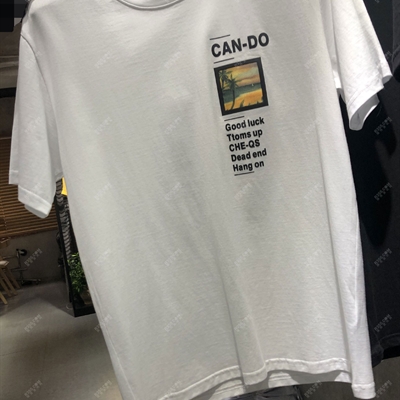 CAN-DO
Good luck
Ttoms up
CHE-QS
Dead end
Hang on